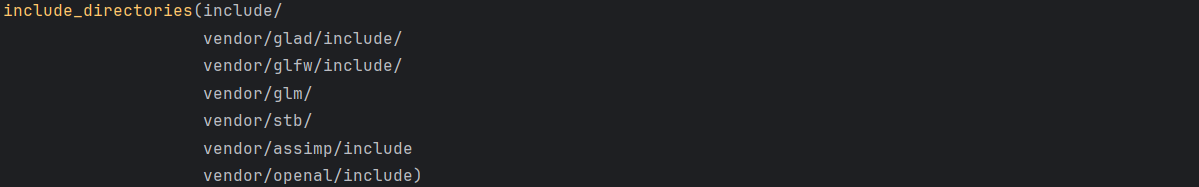 include_directories(include/
vendor/glad/include/
vendor/glfw/include/
vendor/glm/
vendor/stb/
vendor/assimp/include
vendor/openal/include)